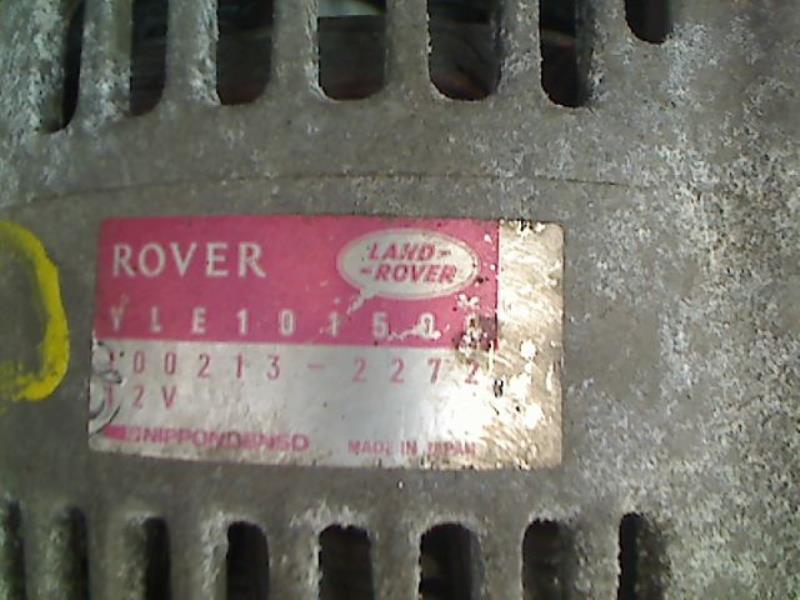 ROVER
LAND-
-ROVER
YLE10150
100213-2272
12V
NIPPONDENSO MADE IN JAPAN